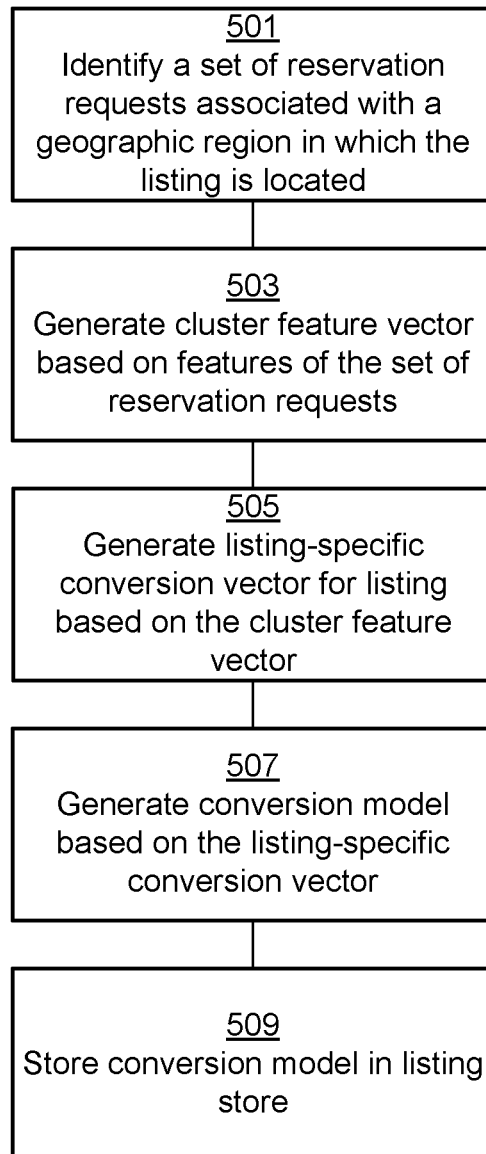 501
Identify a set of reservation
requests associated with a
geographic region in which the
listing is located
503
Generate cluster feature vector
based on features of the set of
reservation requests
505
Generate listing-specific
conversion vector for listing
based on the cluster feature
vector
507
Generate conversion model
based on the listing-specific
conversion vector
509
Store conversion model in listing
store